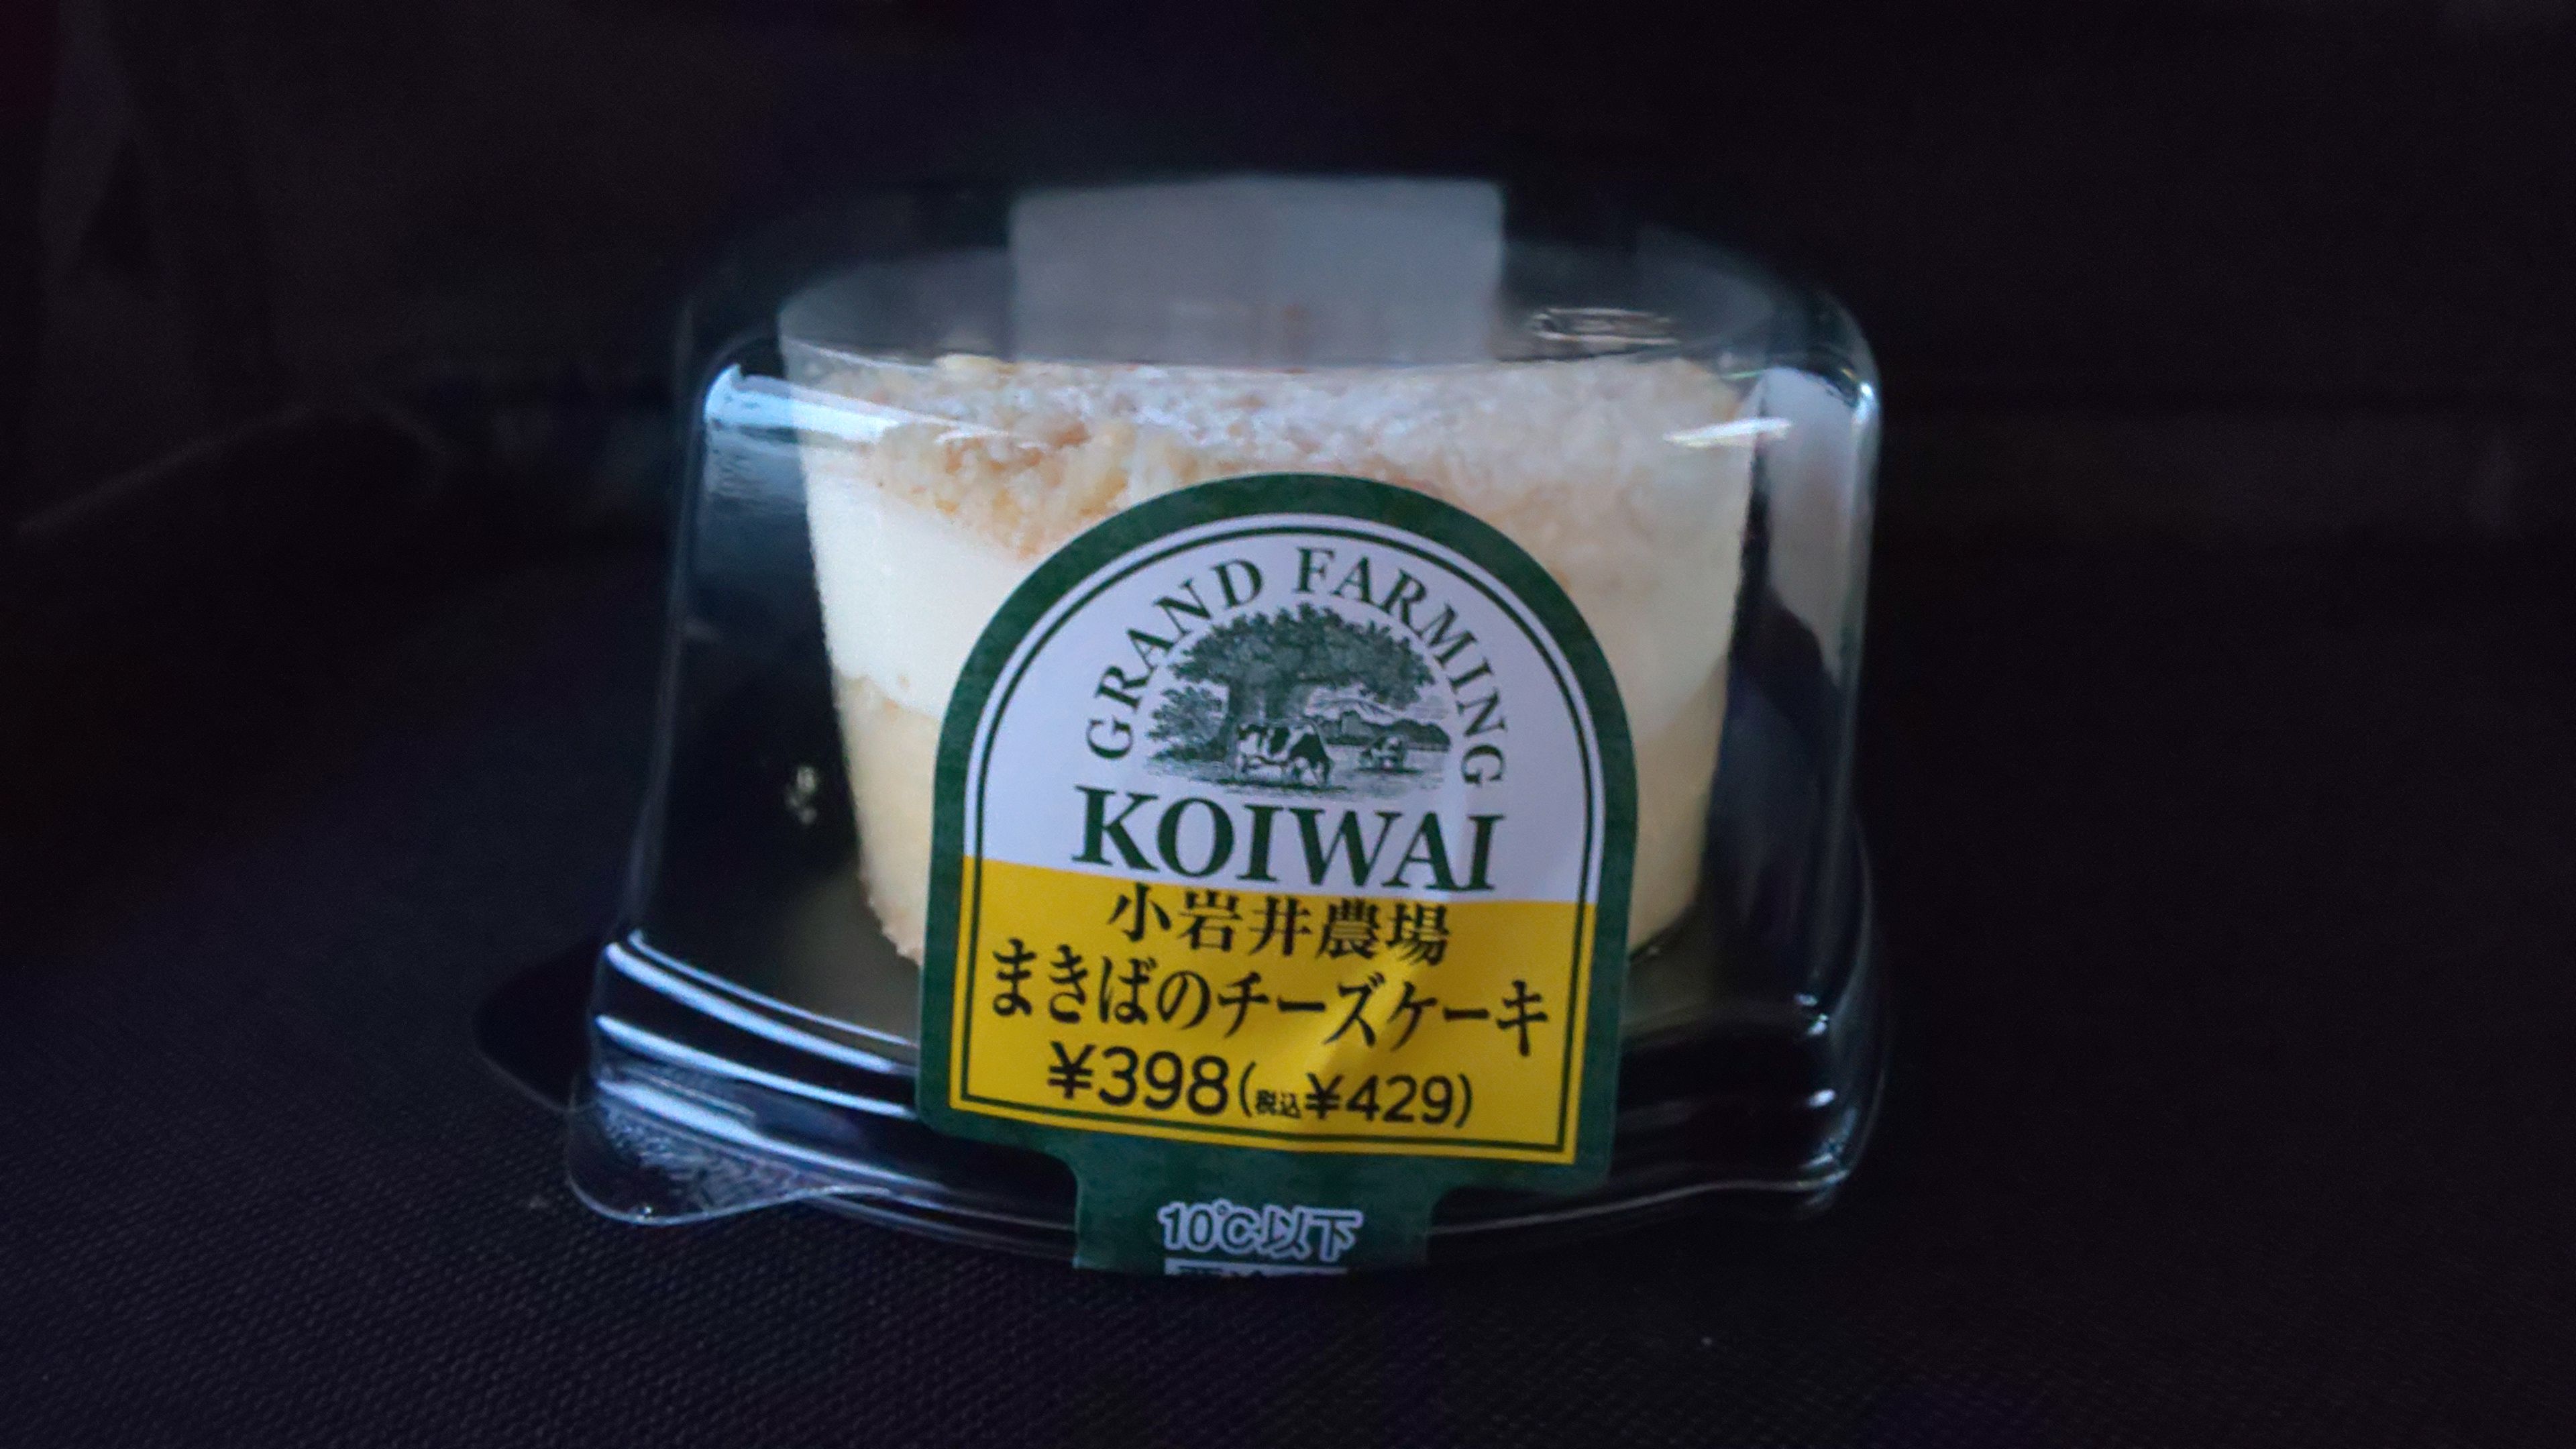 GRAND FARMING
KOIWAI
小岩井農場
まきばのチーズケーキ
¥398(税込¥429)
10℃以下